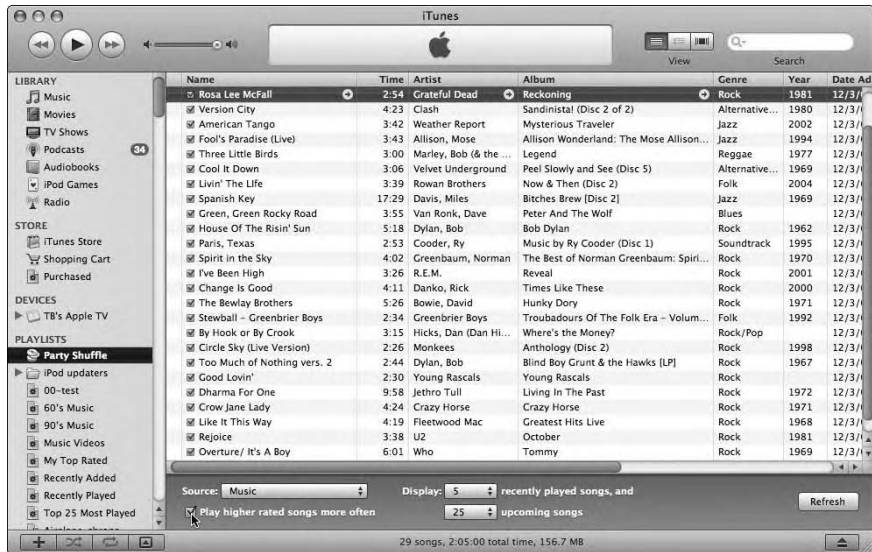 iTunes
View
Search
LIBRARY
Music
Movies
TV Shows
Podcasts 34
Audiobooks
iPod Games
Radio
STORE
iTunes Store
Shopping Cart
Purchased
DEVICES
TB's Apple TV
PLAYLISTS
Party Shuffle
iPod updaters
00-test
60's Music
90's Music
Music Videos
My Top Rated
Recently Added
Recently Played
Top 25 Most Played
Name Time Artist Album Genre Year Date Ad
Rosa Lee McFall 2:54 Grateful Dead Reckoning Rock 1981 12/3/
Version City 4:23 Clash Sandinista! (Disc 2 of 2) Alternative... 1980 12/3/
American Tango 3:42 Weather Report Mysterious Traveler Jazz 2002 12/3/
Fool's Paradise (Live) 3:43 Allison, Mose Allison Wonderland: The Mose Allison... Jazz 1994 12/3/
Three Little Birds 3:00 Marley, Bob (& the ... Legend Reggae 1977 12/3/
Cool It Down 3:06 Velvet Underground Peel Slowly and See (Disc 5) Alternative... 1969 12/3/
Livin' The LIfe 3:39 Rowan Brothers Now & Then (Disc 2) Folk 2004 12/3/
Spanish Key 17:29 Davis, Miles Bitches Brew [Disc 2] Jazz 1969 12/3/
Green, Green Rocky Road 3:55 Van Ronk, Dave Peter And The Wolf Blues 12/3/
House Of The Risin' Sun 5:18 Dylan, Bob Bob Dylan Rock 1962 12/3/
Paris, Texas 2:53 Cooder, Ry Music by Ry Cooder (Disc 1) Soundtrack 1995 12/3/
Spirit in the Sky 4:02 Greenbaum, Norman The Best of Norman Greenbaum: Spiri... Rock 1970 12/3/
I've Been High 3:26 R.E.M. Reveal Rock 2001 12/3/
Change Is Good 4:11 Danko, Rick Times Like These Rock 2000 12/3/
The Bewlay Brothers 5:26 Bowie, David Hunky Dory Rock 1971 12/3/
Stewball – Greenbrier Boys 2:34 Greenbrier Boys Troubadours Of The Folk Era – Volum... Folk 1992 12/3/
By Hook or By Crook 3:15 Hicks, Dan (Dan Hi... Where's the Money? Rock/Pop 12/3/
Circle Sky (Live Version) 2:26 Monkees Anthology (Disc 2) Rock 1998 12/3/
Too Much of Nothing vers. 2 2:44 Dylan, Bob Blind Boy Grunt & the Hawks [LP] Rock 1967 12/3/
Good Lovin' 2:30 Young Rascals Young Rascals Rock 12/3/
Dharma For One 9:58 Jethro Tull Living In The Past Rock 1972 12/3/
Crow Jane Lady 4:24 Crazy Horse Crazy Horse Rock 1971 12/3/
Like It This Way 4:19 Fleetwood Mac Greatest Hits Live Rock 1968 12/3/
Rejoice 3:38 U2 October Rock 1981 12/3/
Overture/ It's A Boy 6:01 Who Tommy Rock 1969 12/3/
Source: Music Display: 5 recently played songs, and
Play higher rated songs more often 25 upcoming songs
Refresh
29 songs, 2:05:00 total time, 156.7 MB